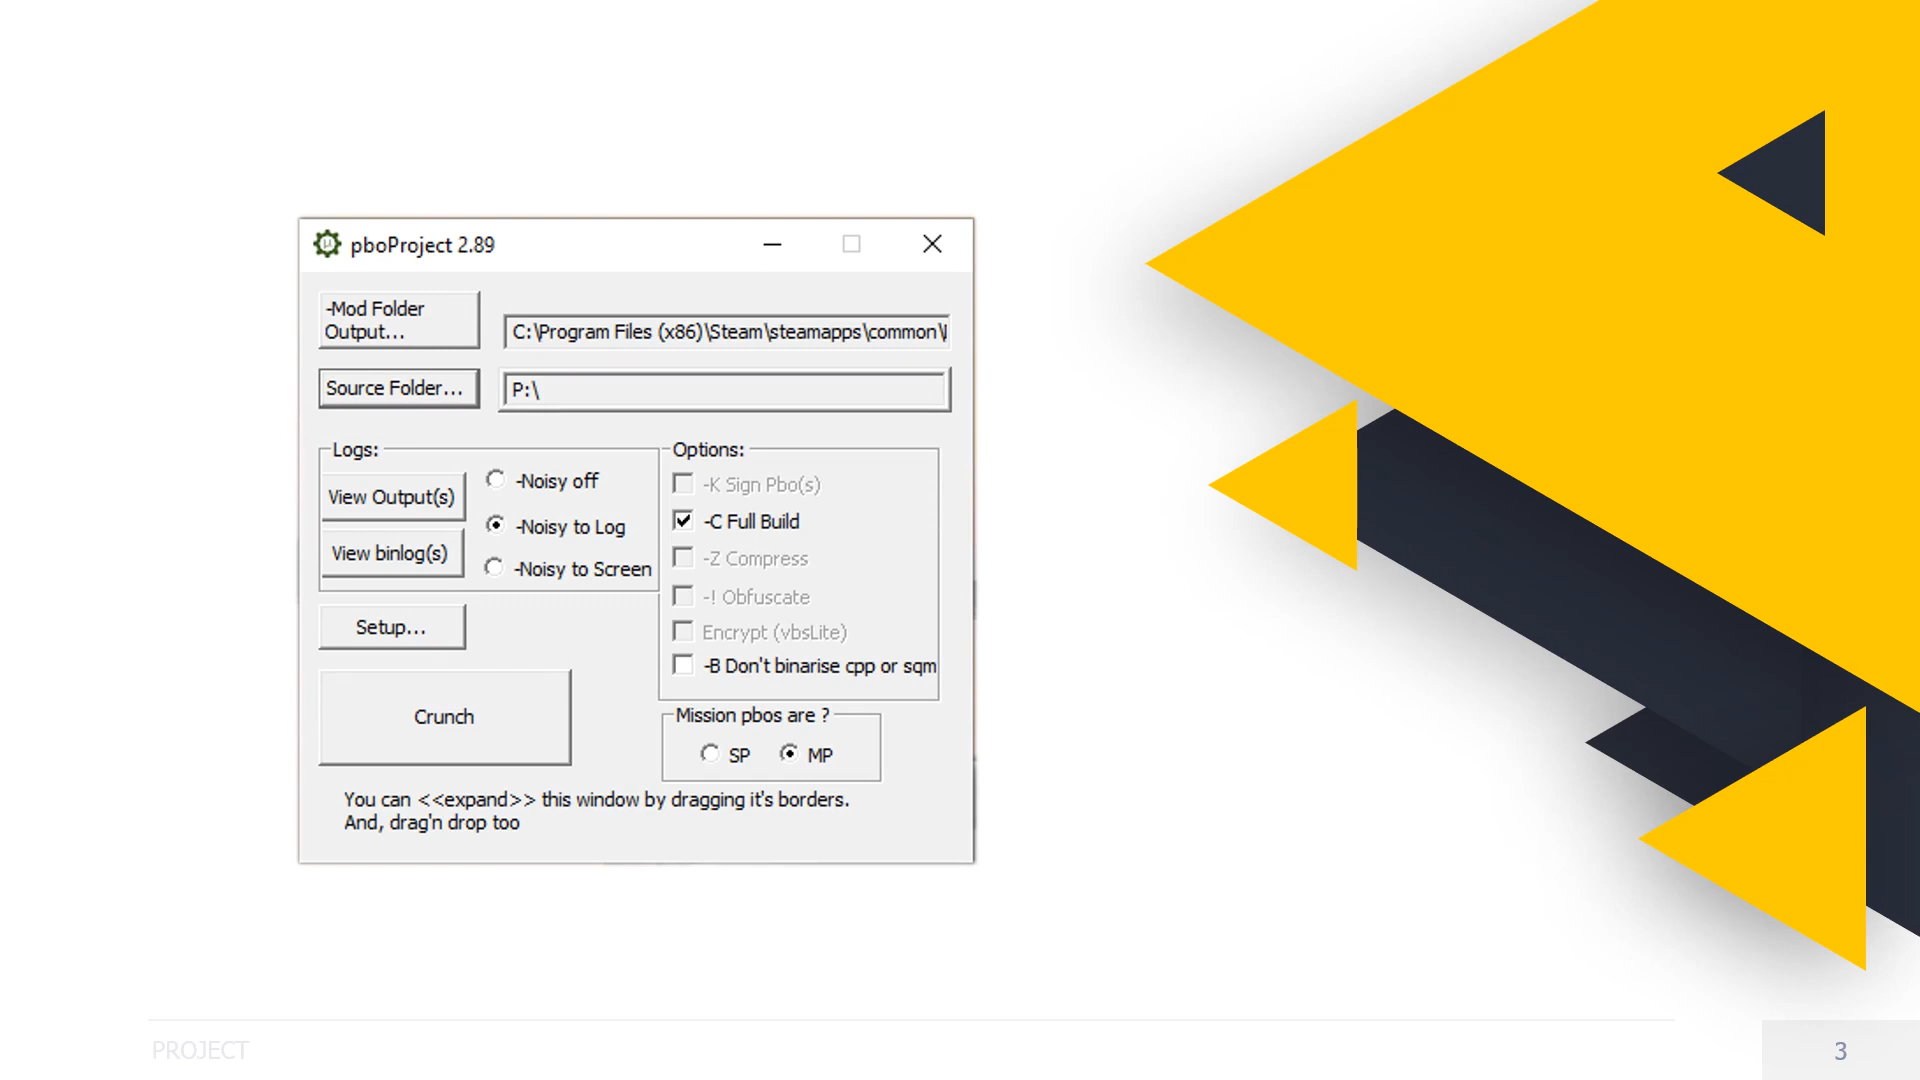 pboProject 2.89
-Mod Folder
Output...
C:\Program Files (x86)\Steam\steamapps\common\
Source Folder...
P:\
Logs:
View Output(s)
View binlog(s)
-Noisy off
-Noisy to Log
-Noisy to Screen
Options:
-K Sign Pbo(s)
-C Full Build
-Z Compress
-! Obfuscate
Encrypt (vbsLite)
-B Don't binarise cpp or sqm
Setup...
Crunch
Mission pbos are ?
SP
MP
You can <<expand>> this window by dragging it's borders.
And, drag'n drop too
PROJECT
3